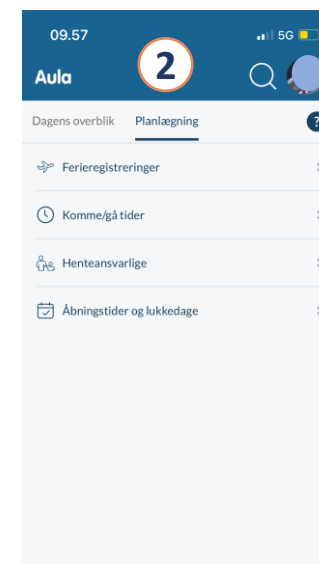 09.57
5G
2
Aula
Dagens overblik Planlægning ?
Ferieregistreringer
Komme/gå tider
Henteansvarlige
Åbningstider og lukkedage